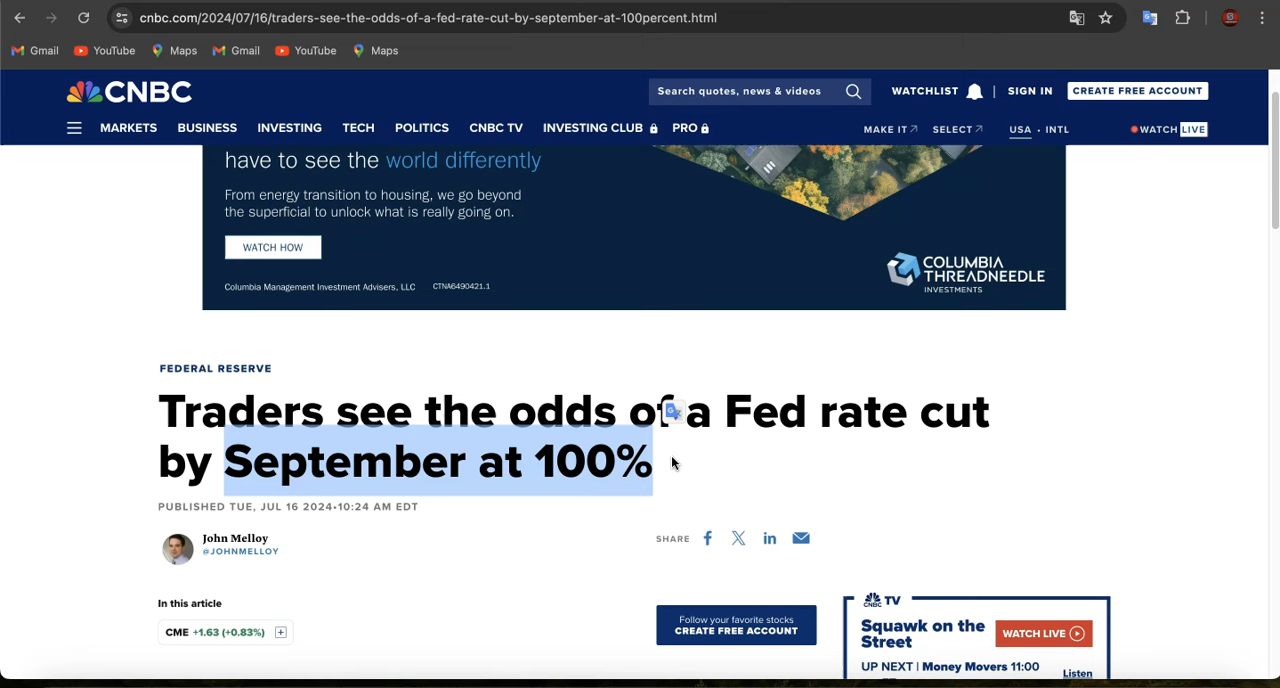 cnbc.com/2024/07/16/traders-see-the-odds-of-a-fed-rate-cut-by-september-at-100percent.html
Gmail YouTube Maps Gmail YouTube Maps
CNBC Search quotes, news & videos WATCHLIST | SIGN IN CREATE FREE ACCOUNT
MARKETS BUSINESS INVESTING TECH POLITICS CNBC TV INVESTING CLUB PRO MAKE IT SELECT USA • INTL WATCH LIVE
have to see the world differently
From energy transition to housing, we go beyond
the superficial to unlock what is really going on.
WATCH HOW
COLUMBIA
THREADNEEDLE
INVESTMENTS
Columbia Management Investment Advisers, LLC CTNA6490421.1
FEDERAL RESERVE
Traders see the odds of a Fed rate cut
by September at 100%
PUBLISHED TUE, JUL 16 2024•10:24 AM EDT
John Melloy
@JOHNMELLOY
SHARE
In this article
CME +1.63 (+0.83%)
Follow your favorite stocks
CREATE FREE ACCOUNT
CNBC TV
Squawk on the
Street
WATCH LIVE
UP NEXT | Money Movers 11:00
Listen